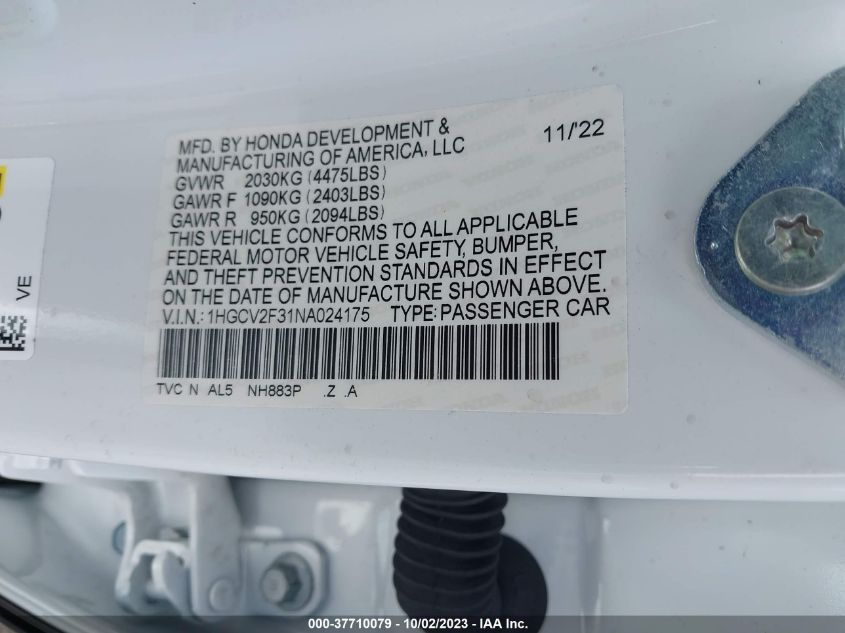 MFD. BY HONDA DEVELOPMENT & 11/'22
MANUFACTURING OF AMERICA, LLC
GVWR 2030KG (4475LBS)
GAWR F 1090KG (2403LBS)
GAWR R 950KG (2094LBS)
THIS VEHICLE CONFORMS TO ALL APPLICABLE
FEDERAL MOTOR VEHICLE SAFETY, BUMPER,
AND THEFT PREVENTION STANDARDS IN EFFECT
ON THE DATE OF MANUFACTURE SHOWN ABOVE.
V.I.N.:1HGCV2F31NA024175 TYPE:PASSENGER CAR
TVC N AL5 NH883P .Z .A
VE
000-37710079 - 10/02/2023 - IAA Inc.